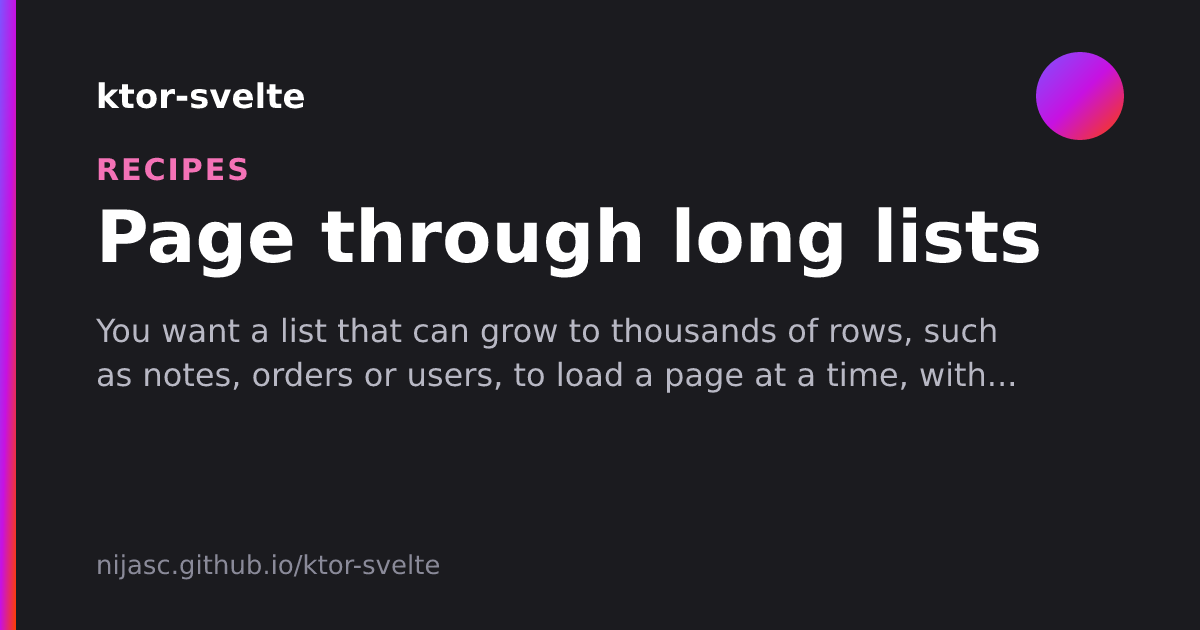 ktor-svelte
RECIPES
Page through long lists
You want a list that can grow to thousands of rows, such
as notes, orders or users, to load a page at a time, with...
nijasc.github.io/ktor-svelte